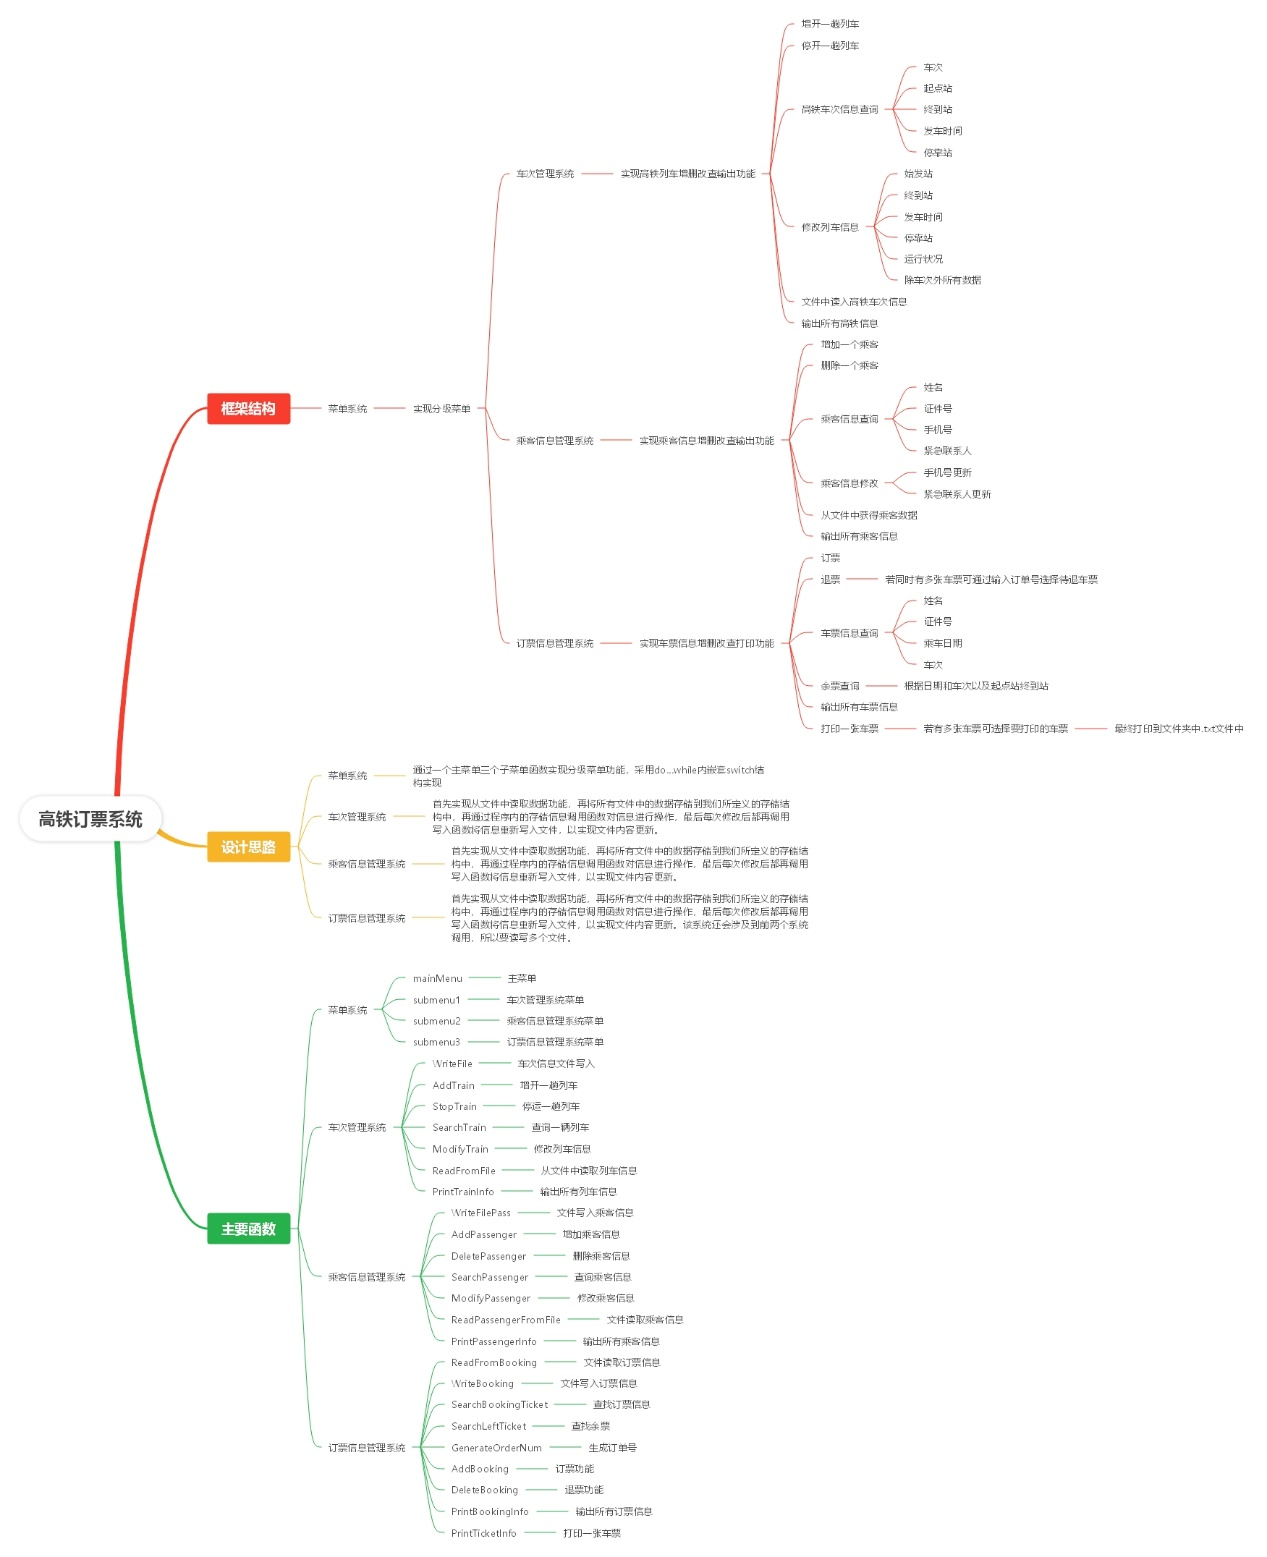 高铁订票系统
框架结构
菜单系统
实现分级菜单
车次管理系统
实现高铁列车增删改查输出功能
增开一趟列车
停开一趟列车
高铁车次信息查询
车次
起点站
终到站
发车时间
停靠站
修改列车信息
始发站
终到站
发车时间
停靠站
运行状况
除车次外所有数据
文件中读入高铁车次信息
输出所有高铁信息
乘客信息管理系统
实现乘客信息增删改查输出功能
增加一个乘客
删除一个乘客
乘客信息查询
姓名
证件号
手机号
紧急联系人
乘客信息修改
手机号更新
紧急联系人更新
从文件中获得乘客数据
输出所有乘客信息
订票信息管理系统
实现车票信息增删改查打印功能
订票
退票
若同时有多张车票可通过输入订单号选择待退车票
车票信息查询
姓名
证件号
乘车日期
车次
余票查询
根据日期和车次以及起点站终到站
输出所有车票信息
打印一张车票
若有多张车票可选择要打印的车票
最终打印到文件夹中.txt文件中
设计思路
菜单系统
通过一个主菜单三个子菜单函数实现分级菜单功能，采用do...while内嵌套switch结
构实现
车次管理系统
首先实现从文件中读取数据功能，再将所有文件中的数据存储到我们所定义的存储结
构中，再通过程序内的存储信息调用函数对信息进行操作，最后每次修改后都再调用
写入函数将信息重新写入文件，以实现文件内容更新。
乘客信息管理系统
首先实现从文件中读取数据功能，再将所有文件中的数据存储到我们所定义的存储结
构中，再通过程序内的存储信息调用函数对信息进行操作，最后每次修改后都再调用
写入函数将信息重新写入文件，以实现文件内容更新。
订票信息管理系统
首先实现从文件中读取数据功能，再将所有文件中的数据存储到我们所定义的存储结
构中，再通过程序内的存储信息调用函数对信息进行操作，最后每次修改后都再调用
写入函数将信息重新写入文件，以实现文件内容更新。该系统还会涉及到前两个系统
调用，所以要读写多个文件。
主要函数
菜单系统
mainMenu 主菜单
submenu1 车次管理系统菜单
submenu2 乘客信息管理系统菜单
submenu3 订票信息管理系统菜单
车次管理系统
WriteFile 车次信息文件写入
AddTrain 增开一趟列车
StopTrain 停运一趟列车
SearchTrain 查询一辆列车
ModifyTrain 修改列车信息
ReadFromFile 从文件中读取列车信息
PrintTrainInfo 输出所有列车信息
乘客信息管理系统
WriteFilePass 文件写入乘客信息
AddPassenger 增加乘客信息
DeletePassenger 删除乘客信息
SearchPassenger 查询乘客信息
ModifyPassenger 修改乘客信息
ReadPassengerFromFile 文件读取乘客信息
PrintPassengerInfo 输出所有乘客信息
订票信息管理系统
ReadFromBooking 文件读取订票信息
WriteBooking 文件写入订票信息
SearchBookingTicket 查找订票信息
SearchLeftTicket 查找余票
GenerateOrderNum 生成订单号
AddBooking 订票功能
DeleteBooking 退票功能
PrintBookingInfo 输出所有订票信息
PrintTicketInfo 打印一张车票